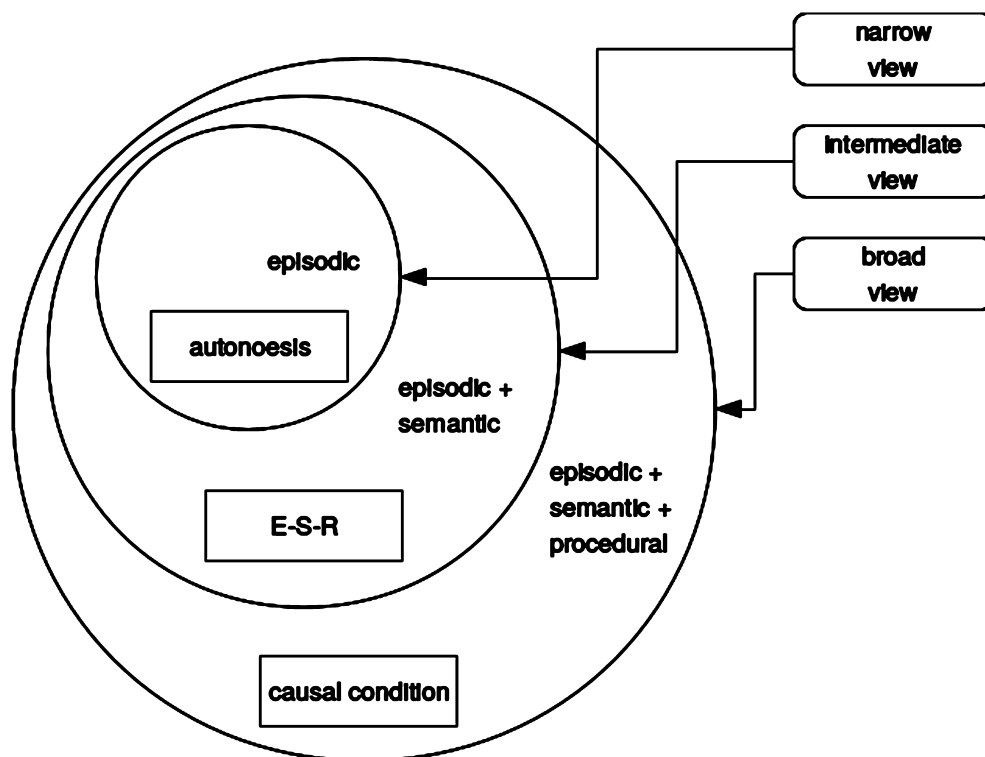 narrow
view
intermediate
view
broad
view
episodic
autonoesis
episodic +
semantic
E-S-R
episodic +
semantic +
procedural
causal condition